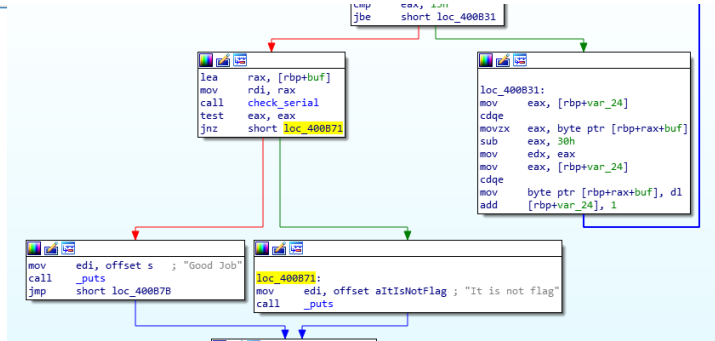 cmp eax, 15h
jbe short loc_400B31
lea rax, [rbp+buf]
mov rdi, rax
call check_serial
test eax, eax
jnz short loc_400B71
loc_400B31:
mov eax, [rbp+var_24]
cdqe
movzx eax, byte ptr [rbp+rax+buf]
sub eax, 30h
mov edx, eax
mov eax, [rbp+var_24]
cdqe
mov byte ptr [rbp+rax+buf], dl
add [rbp+var_24], 1
mov edi, offset s ; "Good Job"
call _puts
jmp short loc_400B7B
loc_400B71:
mov edi, offset aItIsNotFlag ; "It is not flag"
call _puts